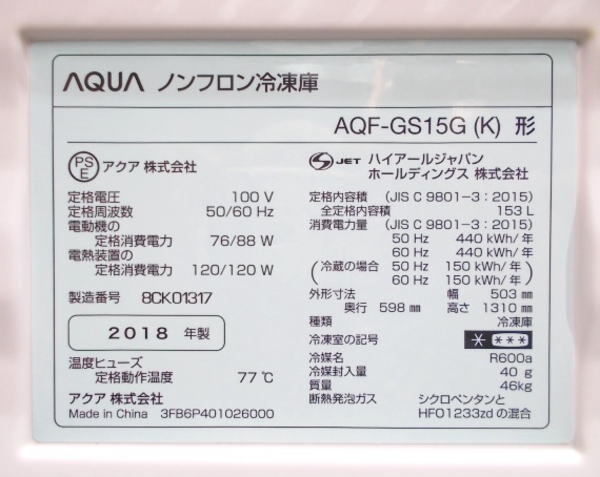 AQUA ノンフロン冷凍庫
AQF-GS15G (K) 形
PS
E
アクア 株式会社
定格電圧 100 V
定格周波数 50/60 Hz
電動機の
定格消費電力 76/88 W
電熱装置の
定格消費電力 120/120 W
製造番号 8CK01317
2018 年製
温度ヒューズ
定格動作温度 77℃
アクア 株式会社
Made in China 3FB6P401026000
S JET ハイアールジャパン
ホールディングス 株式会社
定格内容積 (JIS C 9801-3:2015)
全定格内容積 153 L
消費電力量 (JIS C 9801-3:2015)
50 Hz 440 kWh/年
60 Hz 440 kWh/年
(冷蔵の場合 50 Hz 150 kWh/年
60 Hz 150 kWh/年)
外形寸法 幅 503 mm
奥行 598 mm 高さ 1310 mm
種類 冷凍庫
冷凍室の記号 * ***
冷媒名 R600a
冷媒封入量 40 g
質量 46kg
断熱発泡ガス シクロペンタンと
HFO1233zdの混合